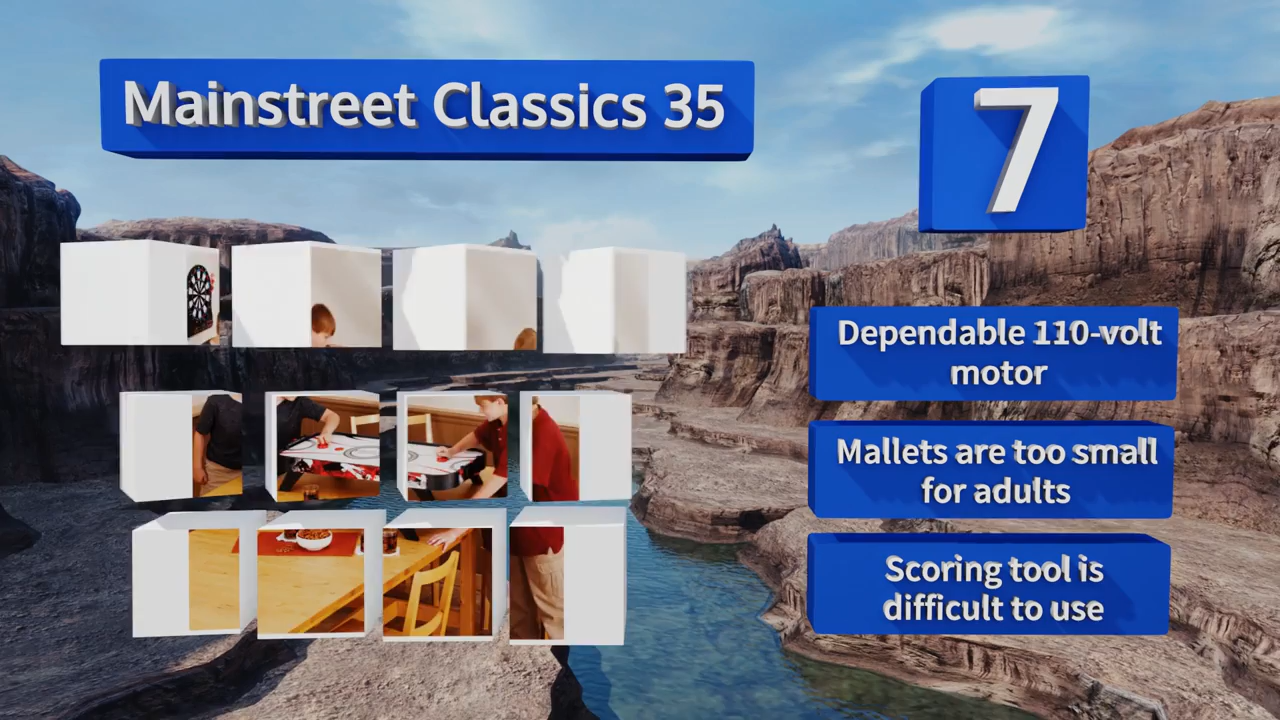 Mainstreet Classics 35
7
Dependable 110-volt
motor
Mallets are too small
for adults
Scoring tool is
difficult to use